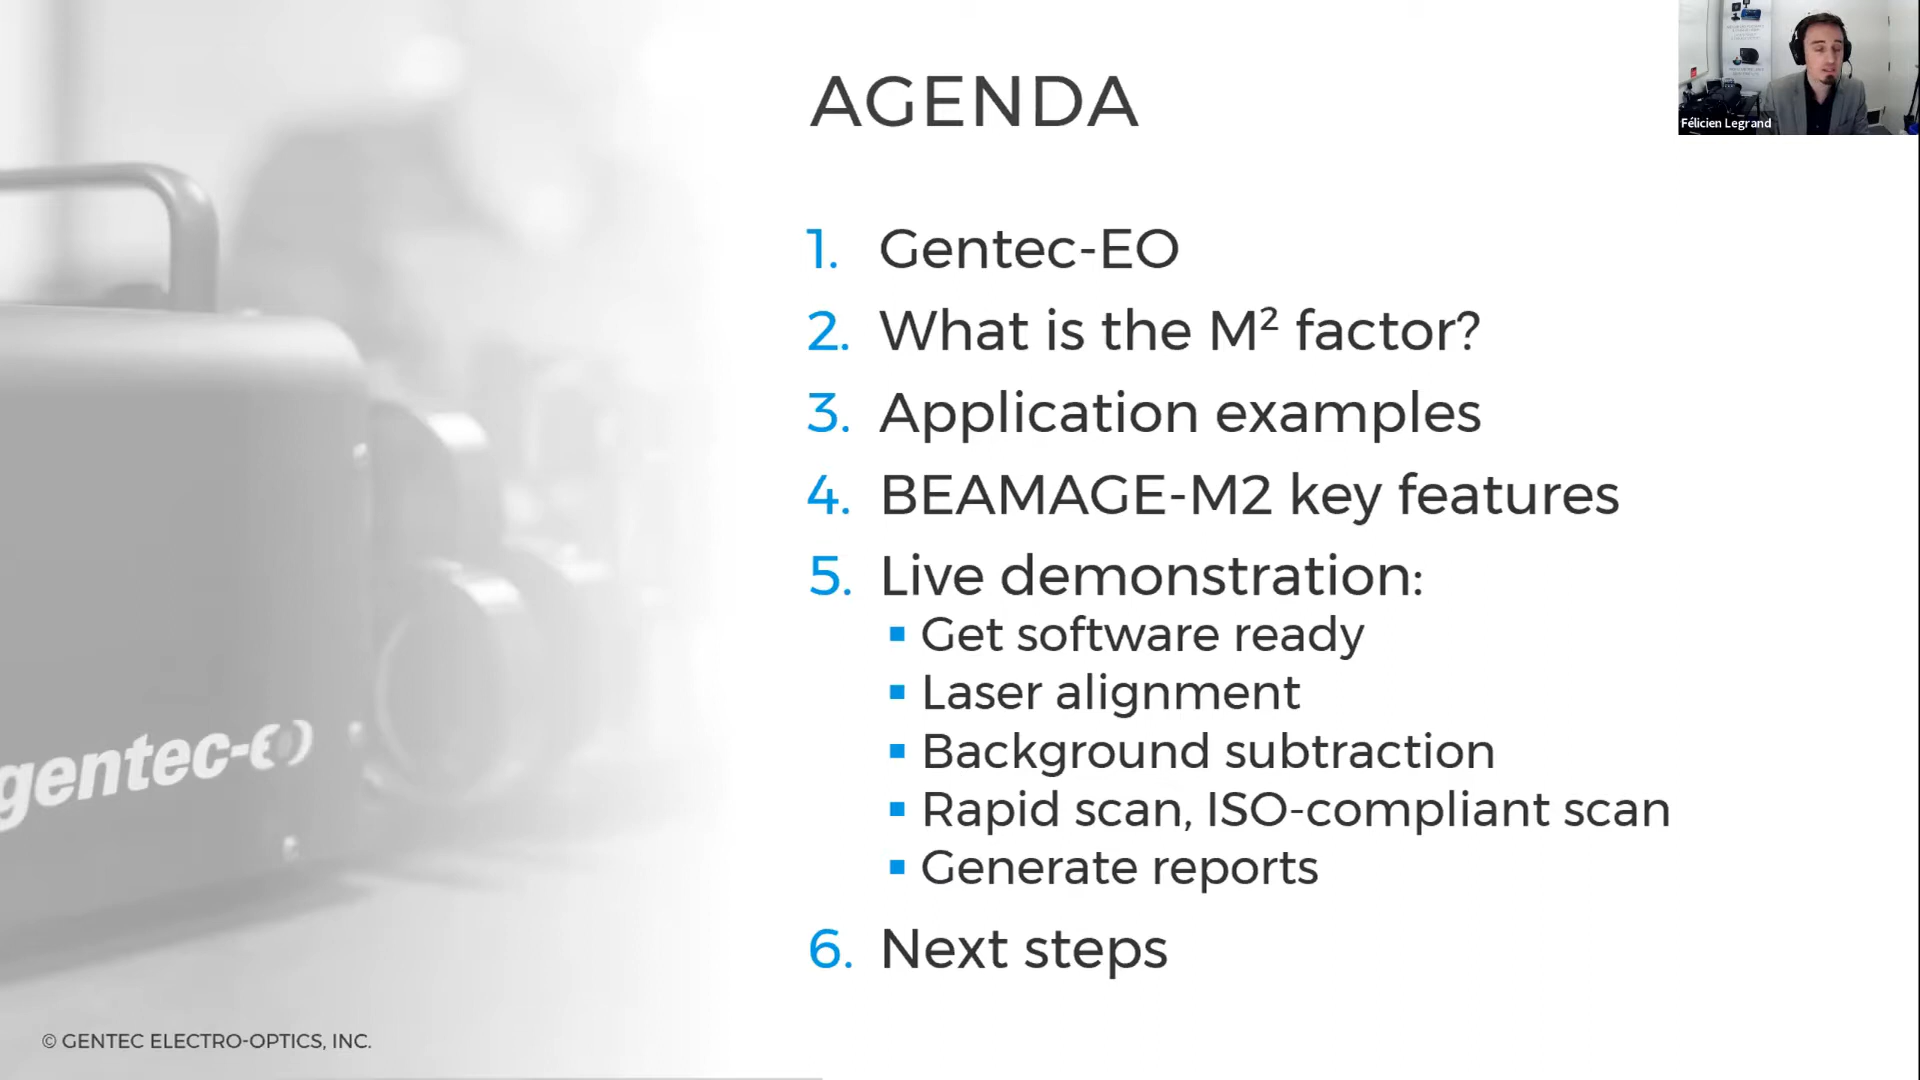 AGENDA
Félicien Legrand
1. Gentec-EO
2. What is the M² factor?
3. Application examples
4. BEAMAGE-M2 key features
5. Live demonstration:
▪ Get software ready
▪ Laser alignment
▪ Background subtraction
▪ Rapid scan, ISO-compliant scan
▪ Generate reports
6. Next steps
gentec-eo
© GENTEC ELECTRO-OPTICS, INC.